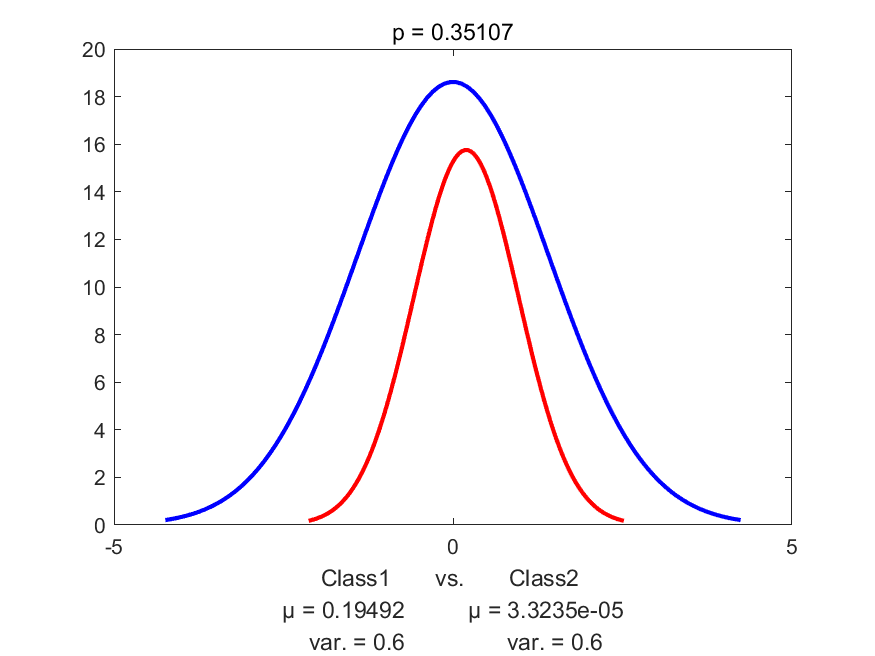 p = 0.35107
20
18
16
14
12
10
8
6
4
2
0
-5 0 5
Class1 vs. Class2
μ = 0.19492 μ = 3.3235e-05
var. = 0.6 var. = 0.6